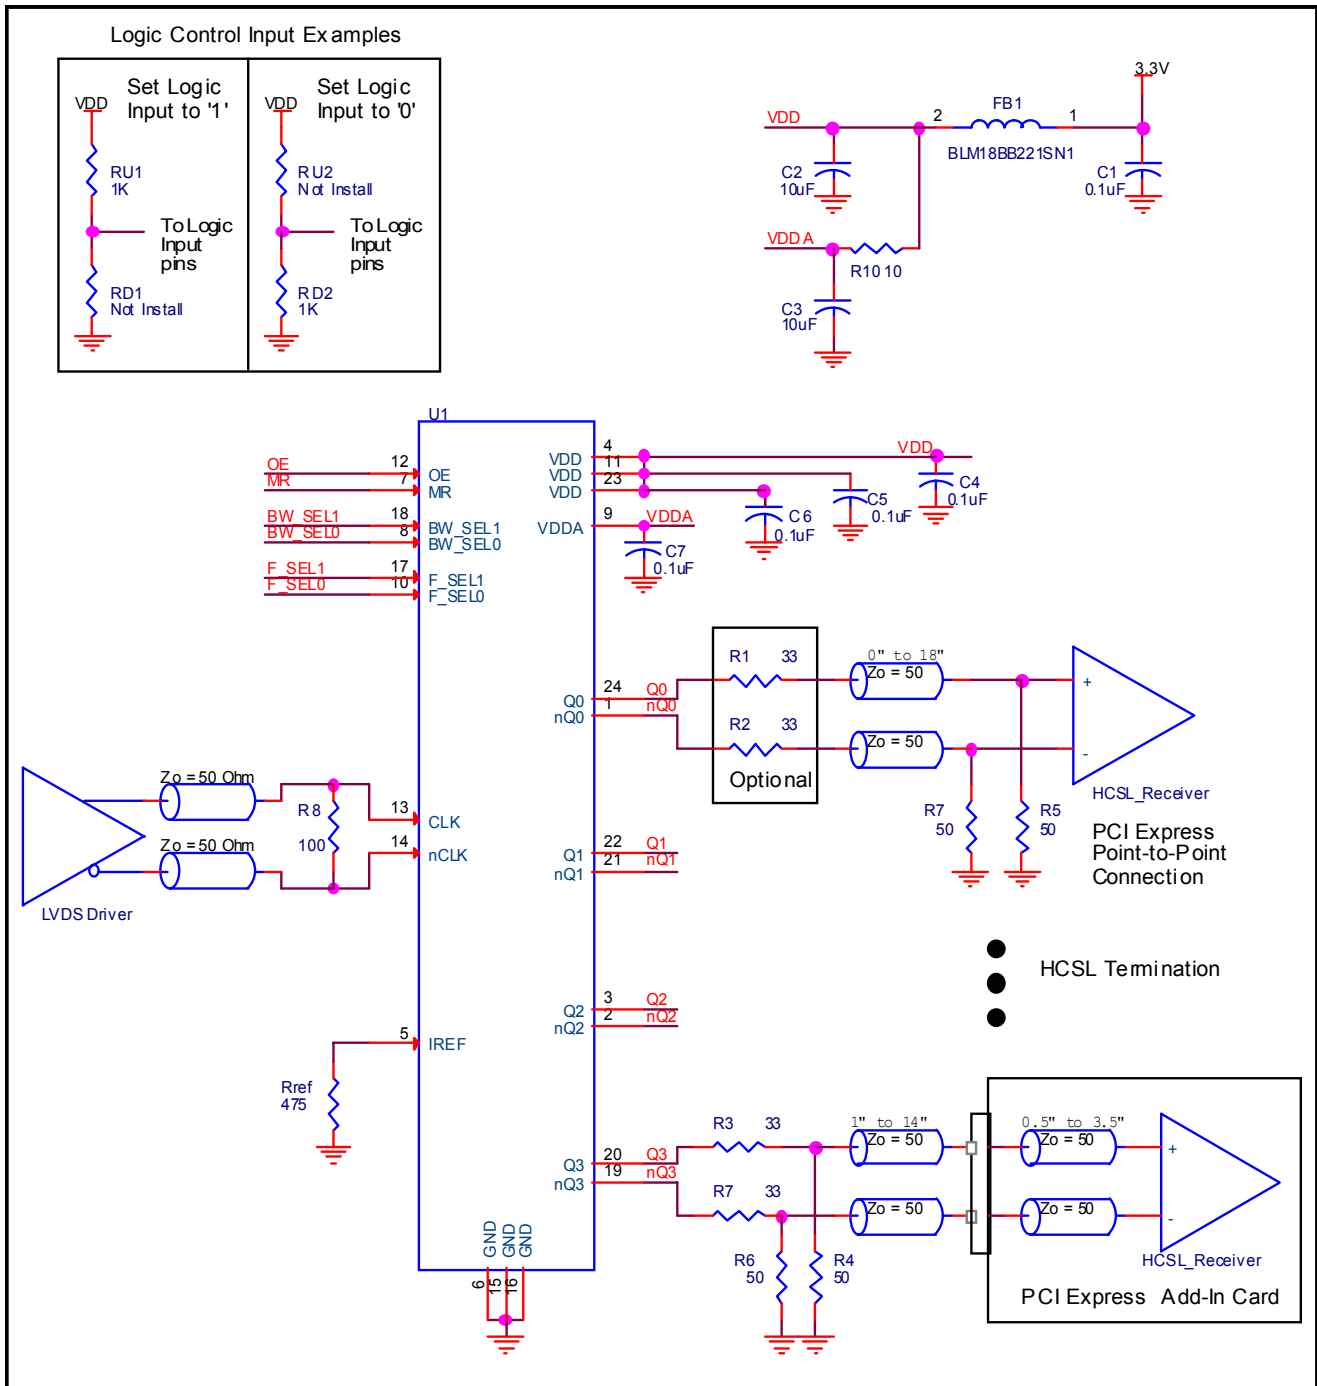 Logic Control Input Examples
Set Logic
Input to '1'
VDD
RU1
1K
To Logic
Input
pins
RD1
Not Install
Set Logic
Input to '0'
VDD
RU2
Not Install
To Logic
Input
pins
RD2
1K
3.3V
VDD
2
FB1
1
BLM18BB221SN1
C2
10uF
C1
0.1uF
VDDA
R10 10
C3
10uF
U1
OE
12
OE
MR
7
MR
BW_SEL1
18
BW_SEL1
BW_SEL0
8
BW_SEL0
F_SEL1
17
F_SEL1
F_SEL0
10
F_SEL0
VDD
4
VDD
VDD
11
VDD
23
C4
0.1uF
C5
0.1uF
C6
0.1uF
VDDA
9
VDDA
C7
0.1uF
R1 33
0" to 18"
Zo = 50
+
Q0
24
Q0
nQ0
1
nQ0
R2 33
Zo = 50
-
Optional
HCSL_Receiver
R7
50
R5
50
PCI Express
Point-to-Point
Connection
Zo = 50 Ohm
R8
100
13
CLK
Zo = 50 Ohm
14
nCLK
LVDS Driver
Q1
22
Q1
nQ1
21
nQ1
HCSL Termination
Q2
3
Q2
nQ2
2
nQ2
5
IREF
Rref
475
R3 33
1" to 14"
Zo = 50
0.5" to 3.5"
Zo = 50
+
Q3
20
Q3
nQ3
19
nQ3
R7 33
Zo = 50
Zo = 50
-
R6
50
R4
50
HCSL_Receiver
PCI Express Add-In Card
GND
GND
GND
6
15
16